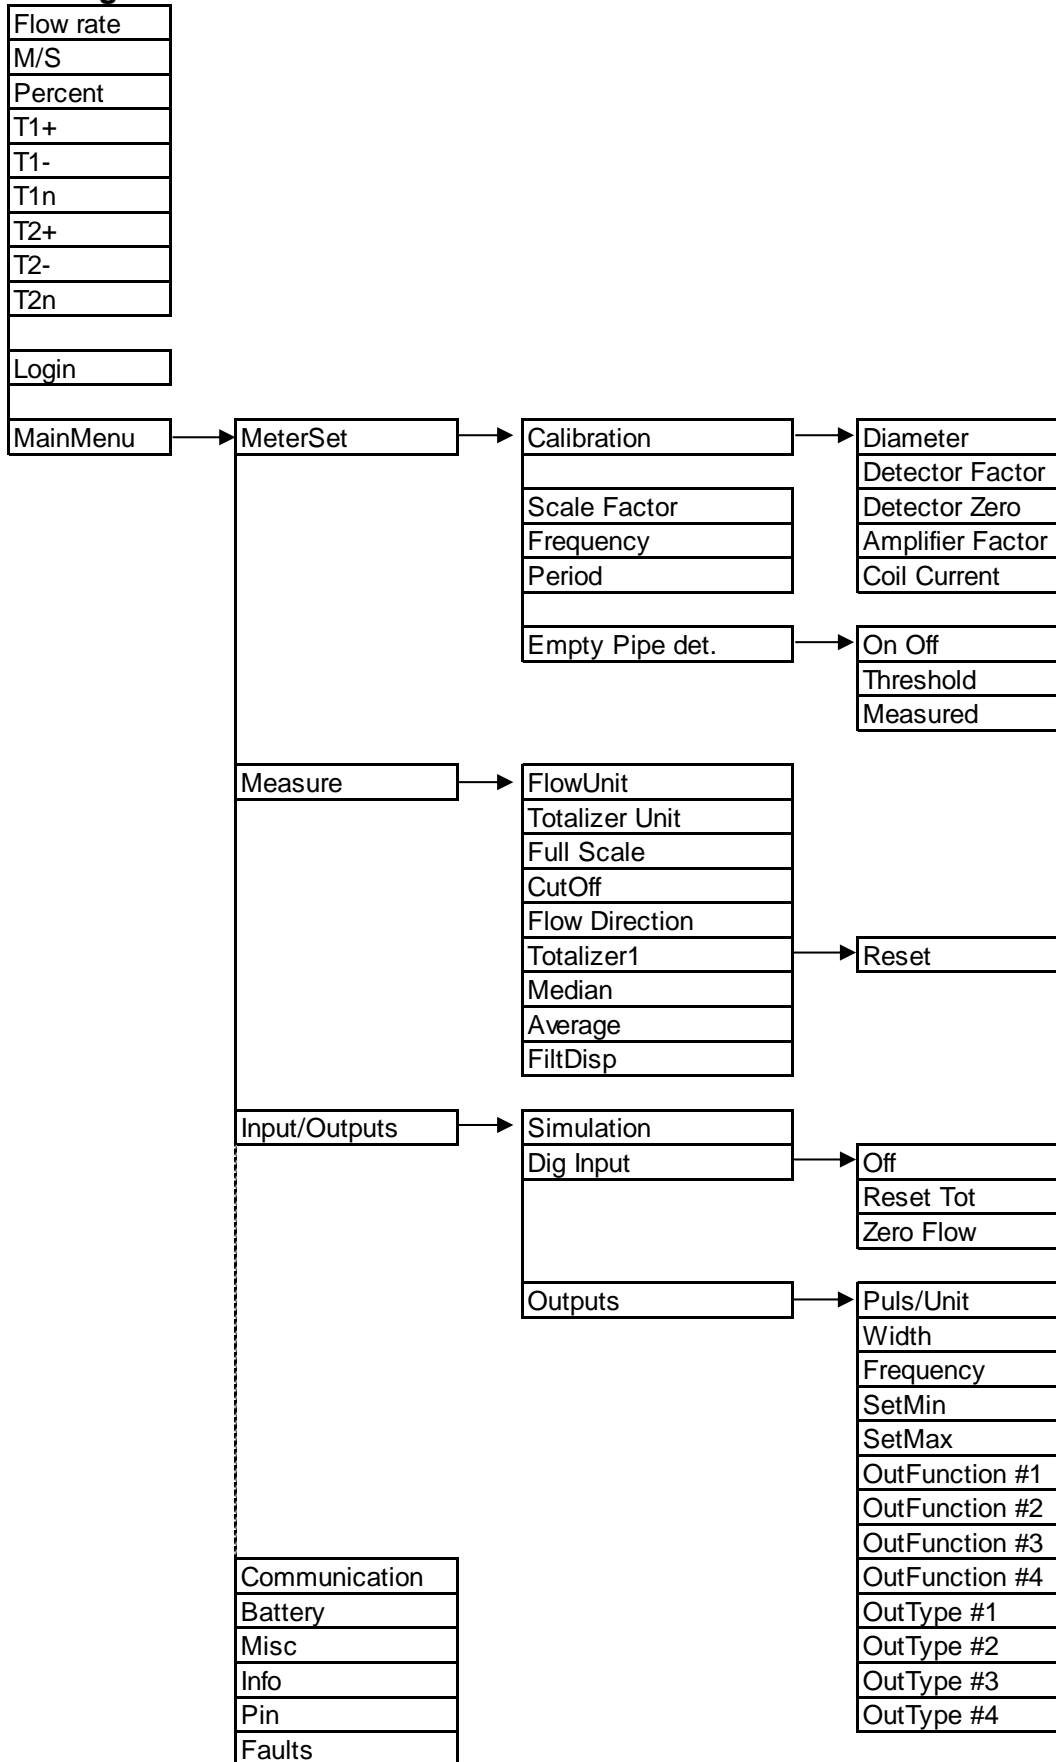 Flow rate
M/S
Percent
T1+
T1-
T1n
T2+
T2-
T2n
Login
MainMenu
MeterSet
Calibration
Diameter
Detector Factor
Scale Factor
Detector Zero
Frequency
Amplifier Factor
Period
Coil Current
Empty Pipe det.
On Off
Threshold
Measured
Measure
FlowUnit
Totalizer Unit
Full Scale
CutOff
Flow Direction
Totalizer1
Reset
Median
Average
FiltDisp
Input/Outputs
Simulation
Dig Input
Off
Reset Tot
Zero Flow
Outputs
Puls/Unit
Width
Frequency
SetMin
SetMax
OutFunction #1
OutFunction #2
OutFunction #3
Communication
OutFunction #4
Battery
OutType #1
Misc
OutType #2
Info
OutType #3
Pin
OutType #4
Faults